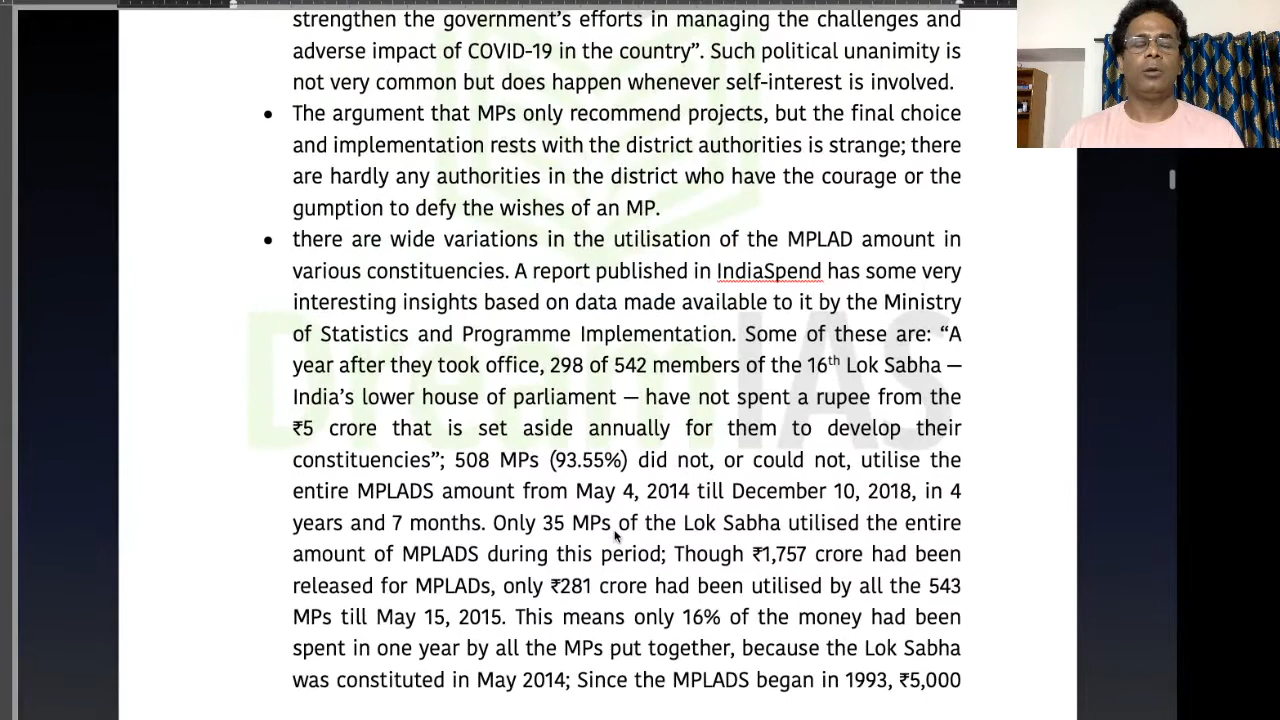 strengthen the government’s efforts in managing the challenges and
adverse impact of COVID-19 in the country”. Such political unanimity is
not very common but does happen whenever self-interest is involved.
• The argument that MPs only recommend projects, but the final choice
and implementation rests with the district authorities is strange; there
are hardly any authorities in the district who have the courage or the
gumption to defy the wishes of an MP.
• there are wide variations in the utilisation of the MPLAD amount in
various constituencies. A report published in IndiaSpend has some very
interesting insights based on data made available to it by the Ministry
of Statistics and Programme Implementation. Some of these are: “A
year after they took office, 298 of 542 members of the 16th Lok Sabha —
India’s lower house of parliament — have not spent a rupee from the
₹5 crore that is set aside annually for them to develop their
constituencies”; 508 MPs (93.55%) did not, or could not, utilise the
entire MPLADS amount from May 4, 2014 till December 10, 2018, in 4
years and 7 months. Only 35 MPs of the Lok Sabha utilised the entire
amount of MPLADS during this period; Though ₹1,757 crore had been
released for MPLADs, only ₹281 crore had been utilised by all the 543
MPs till May 15, 2015. This means only 16% of the money had been
spent in one year by all the MPs put together, because the Lok Sabha
was constituted in May 2014; Since the MPLADS began in 1993, ₹5,000
DreamIAS